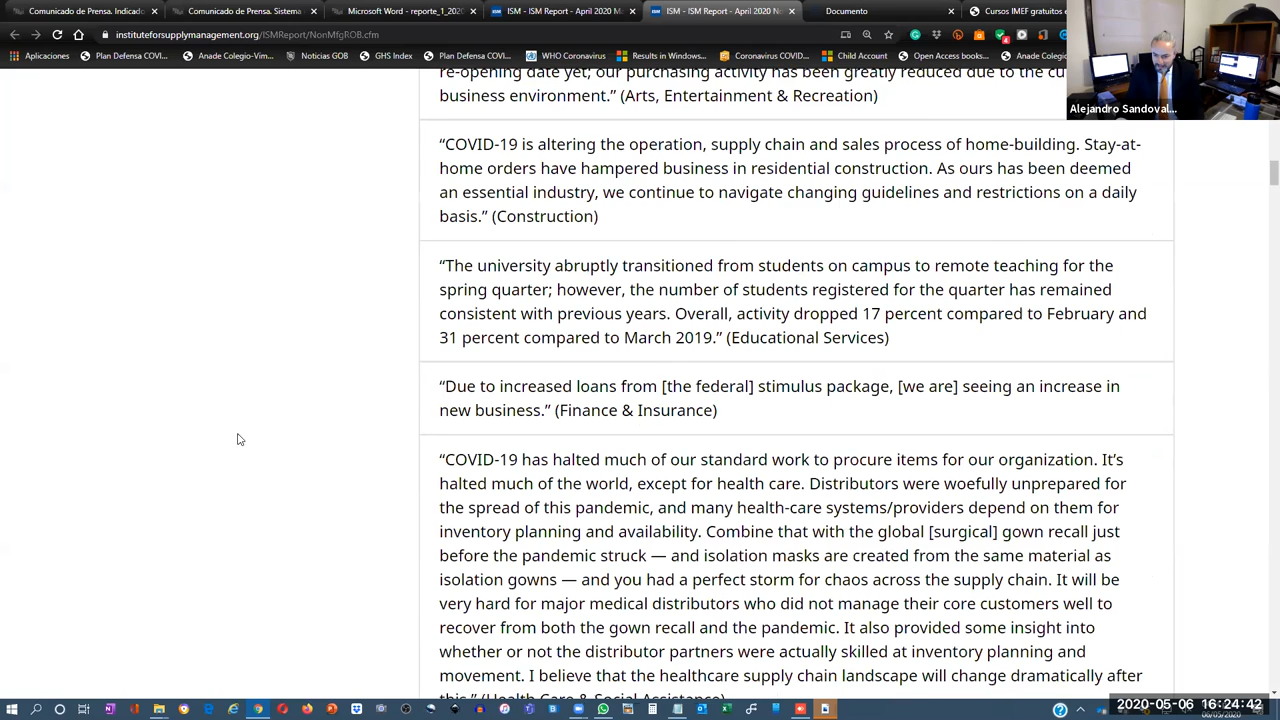 Comunicado de Prensa. Indicado
Comunicado de Prensa. Sistema
Microsoft Word - reporte_1_202
ISM - ISM Report - April 2020 M
ISM - ISM Report - April 2020 No
Documento
Cursos IMEF gratuitos e
instituteforsupplymanagement.org/ISMReport/NonMfgROB.cfm
Aplicaciones
Plan Defensa COVI...
Anade Colegio-Vim...
Noticias GOB
GHS Index
Plan Defensa COVI...
WHO Coronavirus
Results in Windows...
Coronavirus COVID...
Child Account
Open Access books...
Anade Colegi
Alejandro Sandoval...
re-opening date yet; our purchasing activity has been greatly reduced due to the cu
business environment.” (Arts, Entertainment & Recreation)
“COVID-19 is altering the operation, supply chain and sales process of home-building. Stay-at-
home orders have hampered business in residential construction. As ours has been deemed
an essential industry, we continue to navigate changing guidelines and restrictions on a daily
basis.” (Construction)
“The university abruptly transitioned from students on campus to remote teaching for the
spring quarter; however, the number of students registered for the quarter has remained
consistent with previous years. Overall, activity dropped 17 percent compared to February and
31 percent compared to March 2019.” (Educational Services)
“Due to increased loans from [the federal] stimulus package, [we are] seeing an increase in
new business.” (Finance & Insurance)
“COVID-19 has halted much of our standard work to procure items for our organization. It’s
halted much of the world, except for health care. Distributors were woefully unprepared for
the spread of this pandemic, and many health-care systems/providers depend on them for
inventory planning and availability. Combine that with the global [surgical] gown recall just
before the pandemic struck — and isolation masks are created from the same material as
isolation gowns — and you had a perfect storm for chaos across the supply chain. It will be
very hard for major medical distributors who did not manage their core customers well to
recover from both the gown recall and the pandemic. It also provided some insight into
whether or not the distributor partners were actually skilled at inventory planning and
movement. I believe that the healthcare supply chain landscape will change dramatically after
this.” (Health Care & Social Assistance)
2020-05-06 16:24:42
06/05/2020